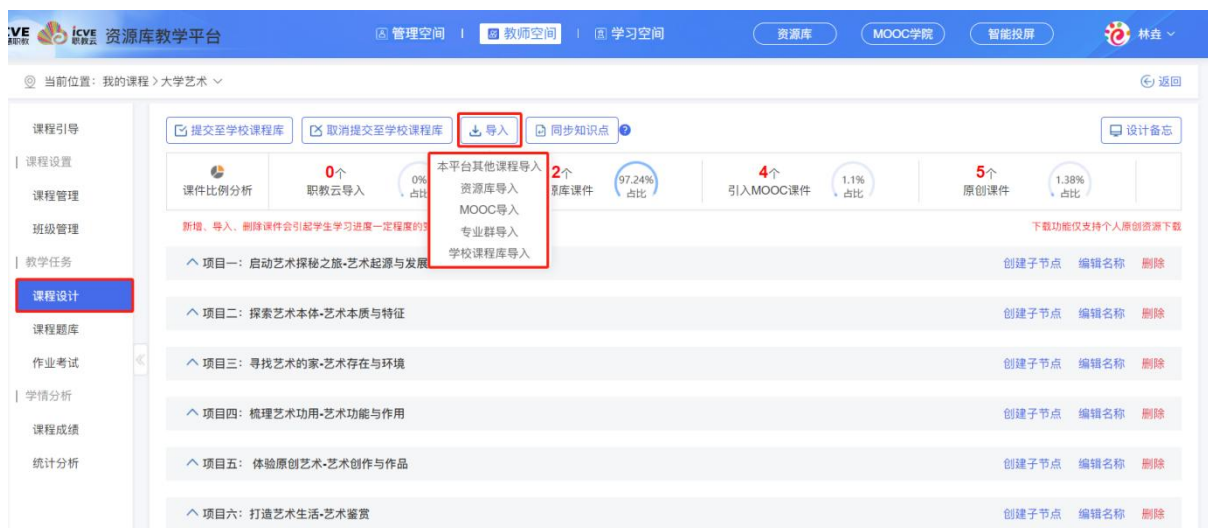 icve 职教云 资源库教学平台 管理空间 | 教师空间 | 学习空间 资源库 MOOC学院 智能投屏 林垚
当前位置：我的课程 > 大学艺术 返回
课程引导
课程设置
课程管理
班级管理
教学任务
课程设计
课程题库
作业考试
学情分析
课程成绩
统计分析
提交至学校课程库 取消提交至学校课程库 导入 同步知识点 ? 设计备忘
本平台其他课程导入
资源库导入
MOOC导入
专业群导入
学校课程库导入
课件比例分析
0个
职教云导入
0%
占比
2个
源库课件
97.24%
占比
4个
引入MOOC课件
1.1%
占比
5个
原创课件
1.38%
占比
新增、导入、删除课件会引起学生学习进度一定程度的 下载功能仅支持个人原创资源下载
项目一：启动艺术探秘之旅-艺术起源与发展 创建子节点 编辑名称 删除
项目二：探索艺术本体-艺术本质与特征 创建子节点 编辑名称 删除
项目三：寻找艺术的家-艺术存在与环境 创建子节点 编辑名称 删除
项目四：梳理艺术功用-艺术功能与作用 创建子节点 编辑名称 删除
项目五： 体验原创艺术-艺术创作与作品 创建子节点 编辑名称 删除
项目六：打造艺术生活-艺术鉴赏 创建子节点 编辑名称 删除